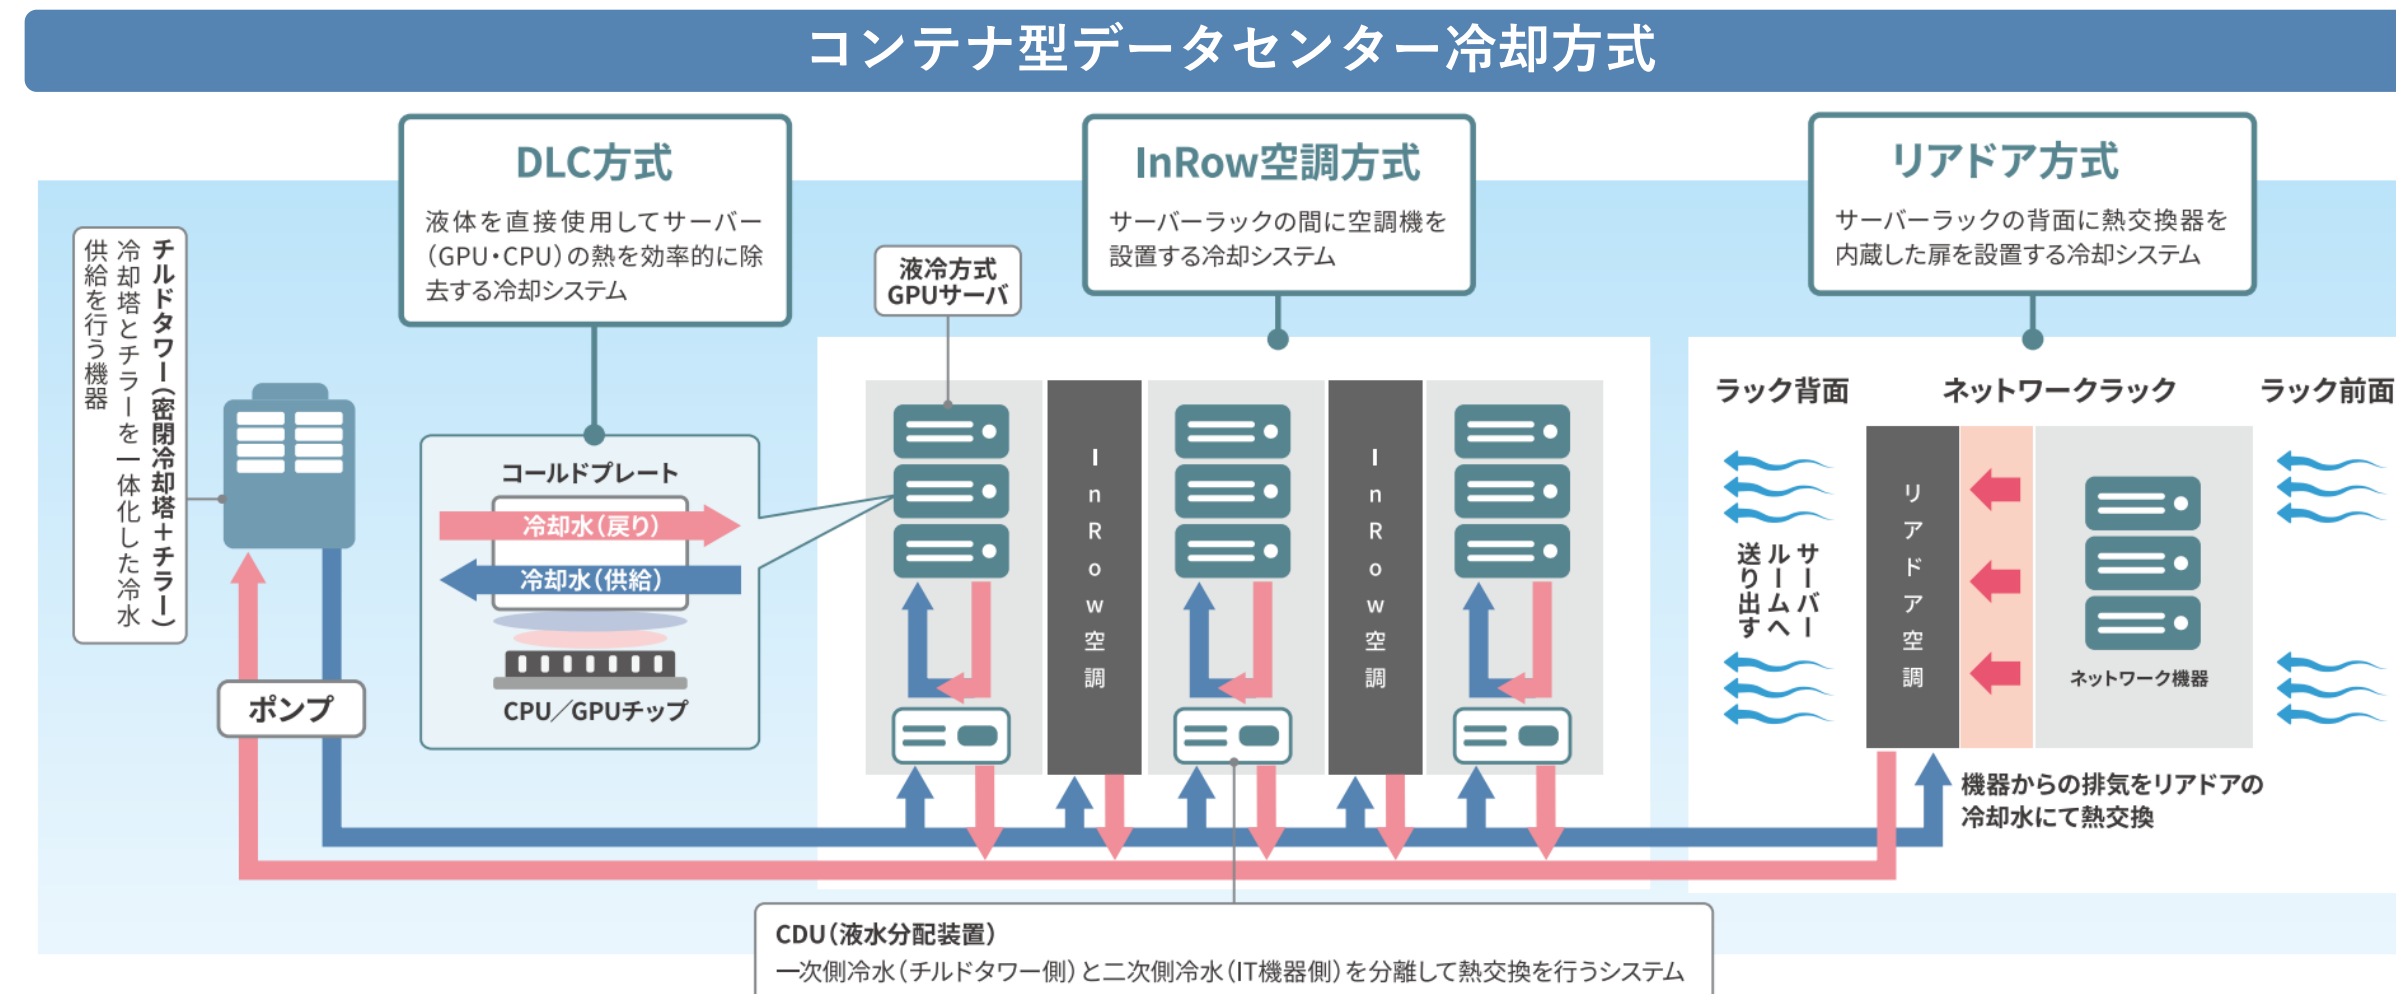 コンテナ型データセンター冷却方式
DLC方式
液体を直接使用してサーバー
（GPU・CPU）の熱を効率的に除
去する冷却システム
InRow空調方式
サーバーラックの間に空調機を
設置する冷却システム
リアドア方式
サーバーラックの背面に熱交換器を
内蔵した扉を設置する冷却システム
チルドタワー（密閉冷却塔＋チラー）
冷却塔とチラーを一体化した冷水
供給を行う機器
ポンプ
コールドプレート
冷却水（戻り）
冷却水（供給）
CPU／GPUチップ
液冷方式
GPUサーバ
InRow空調
InRow空調
ラック背面
ネットワークラック
ラック前面
サーバー
ルームへ
送り出す
リアドア空調
ネットワーク機器
機器からの排気をリアドアの
冷却水にて熱交換
CDU（液水分配装置）
一次側冷水（チルドタワー側）と二次側冷水（IT機器側）を分離して熱交換を行うシステム